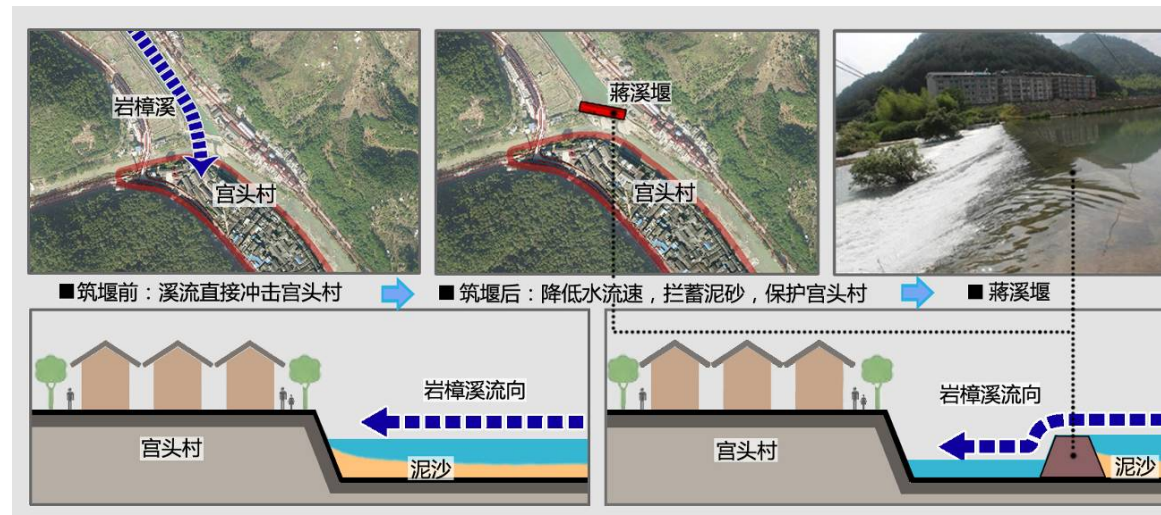 岩樟溪
宫头村
蒋溪堰
宫头村
■筑堰前：溪流直接冲击宫头村
■筑堰后：降低水流速，拦蓄泥砂，保护宫头村
■蒋溪堰
岩樟溪流向
宫头村
泥沙
岩樟溪流向
宫头村
泥沙